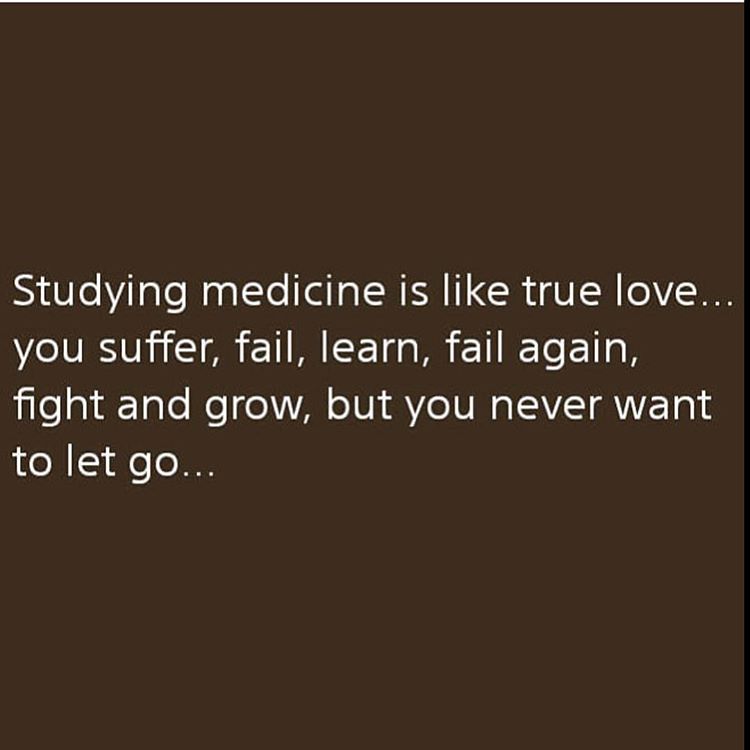 Studying medicine is like true love...
you suffer, fail, learn, fail again,
fight and grow, but you never want
to let go...